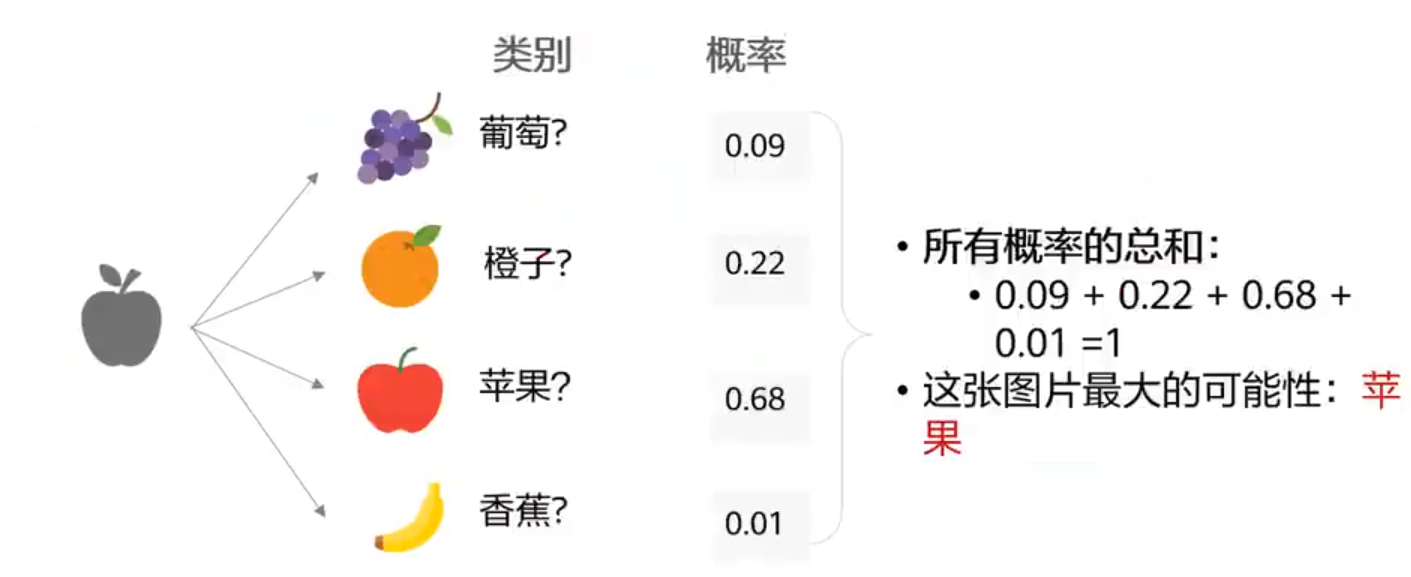 类别 概率
葡萄? 0.09
橙子? 0.22
苹果? 0.68
香蕉? 0.01
• 所有概率的总和：
• 0.09 + 0.22 + 0.68 +
0.01 =1
• 这张图片最大的可能性：苹
果